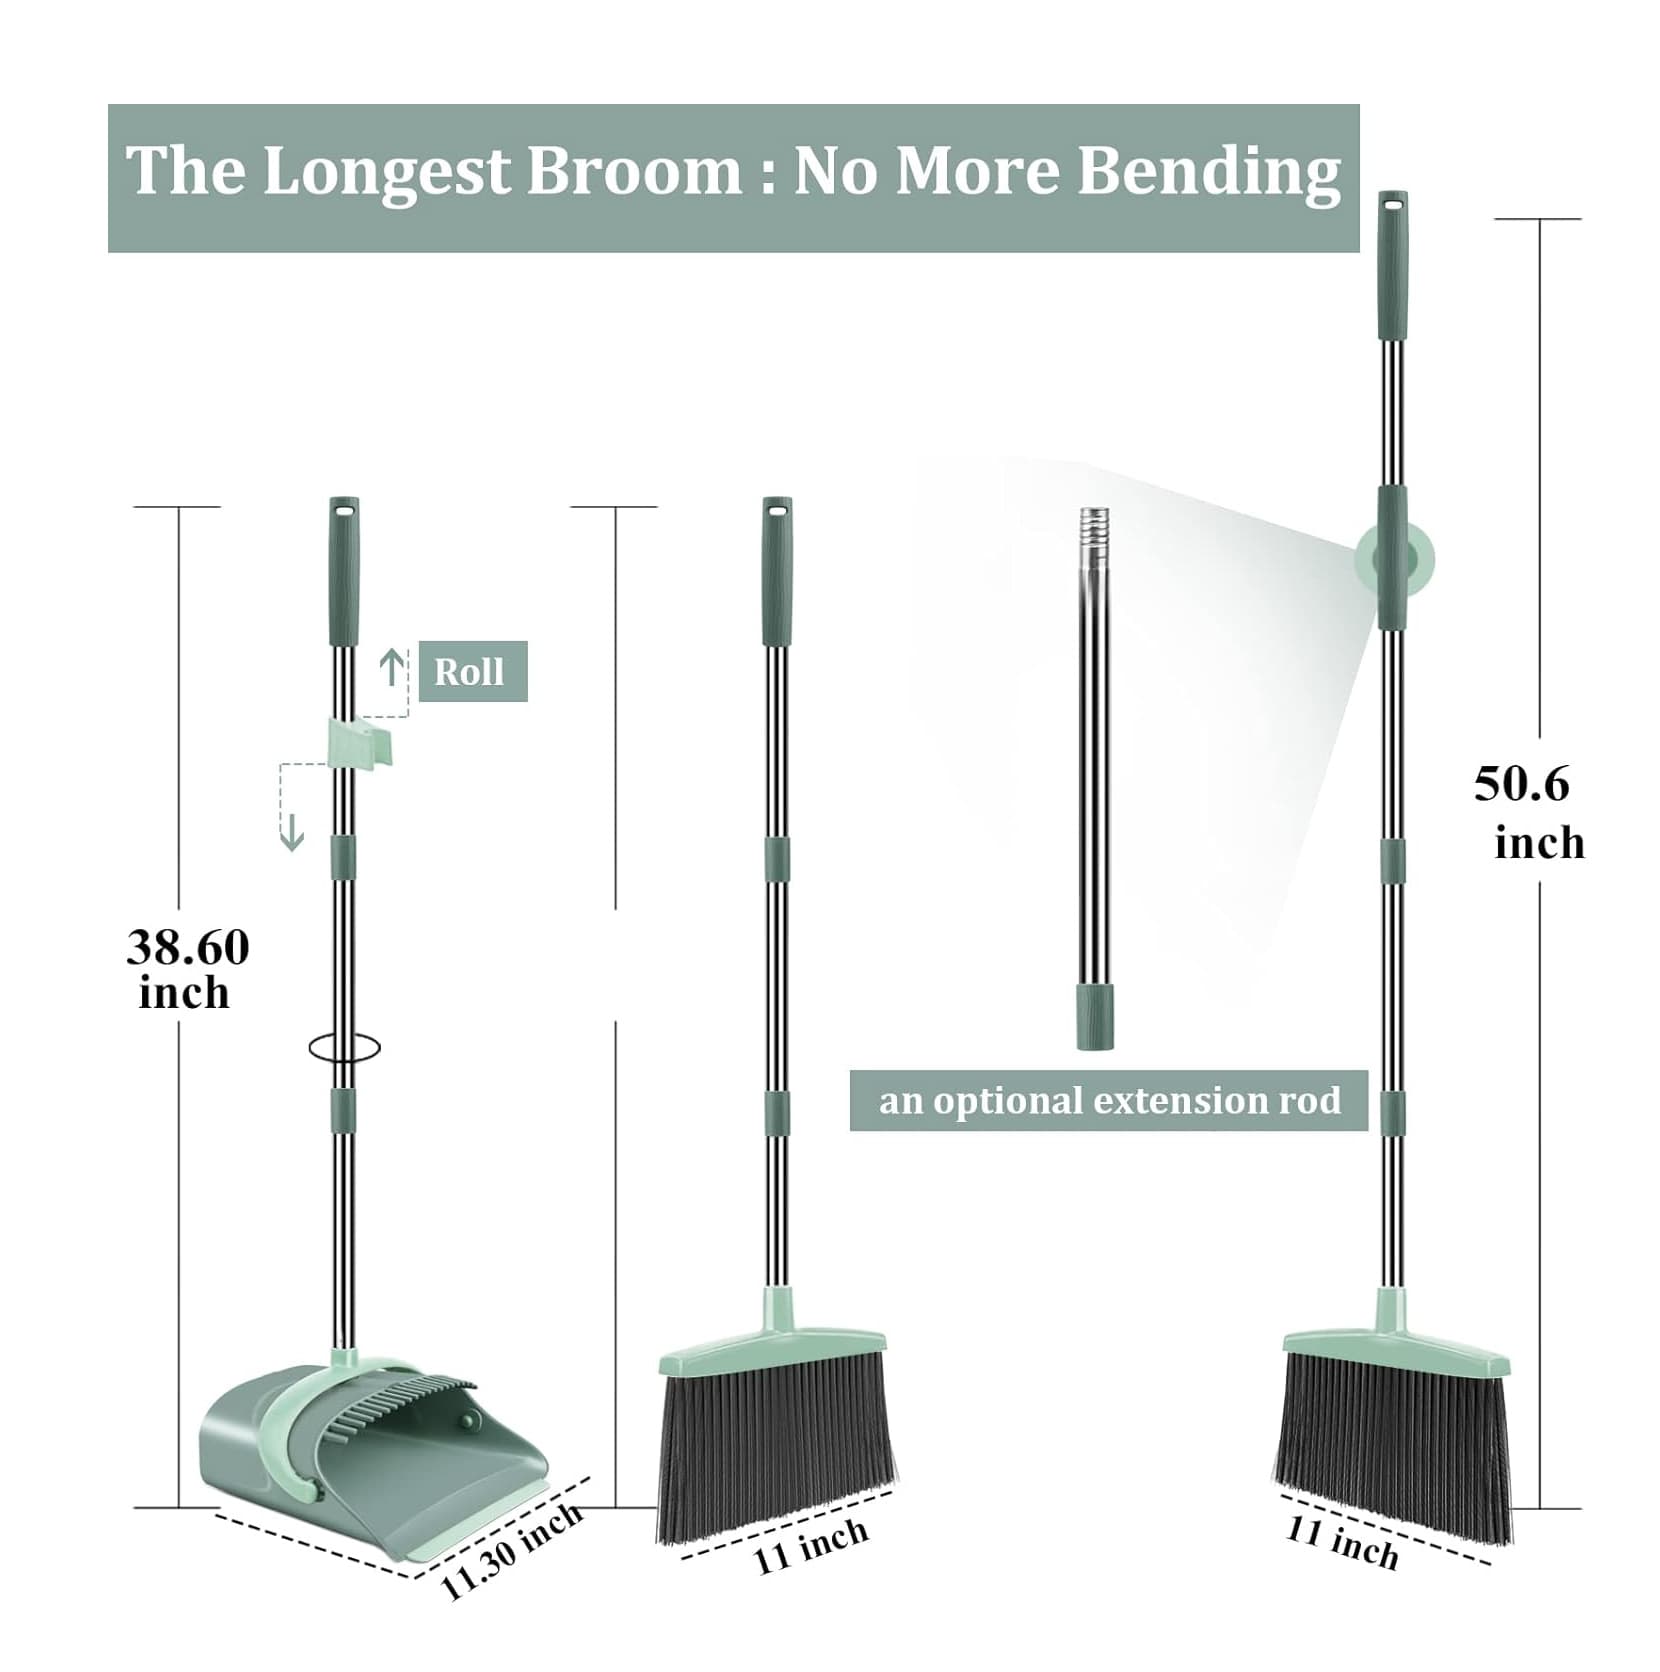 The Longest Broom : No More Bending
Roll
38.60
inch
50.6
inch
an optional extension rod
11.30 inch
11 inch
11 inch